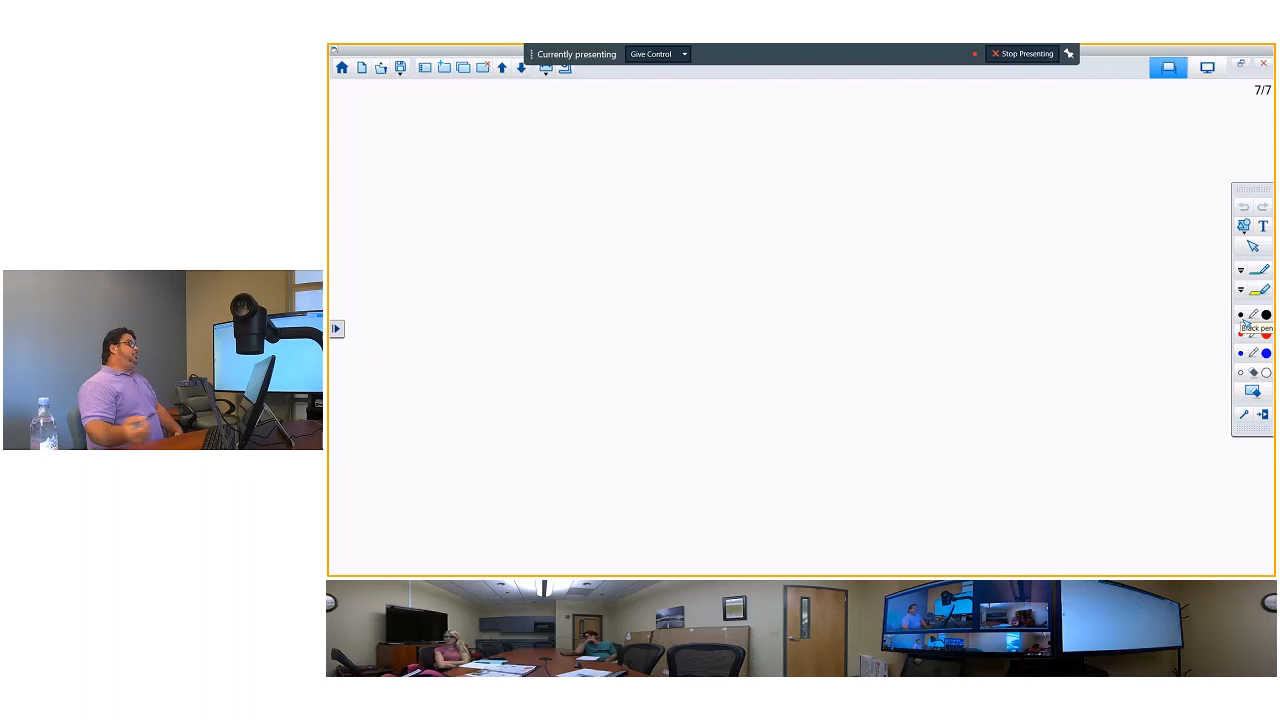 Currently presenting
Give Control
Stop Presenting
7/7
T
Black pen